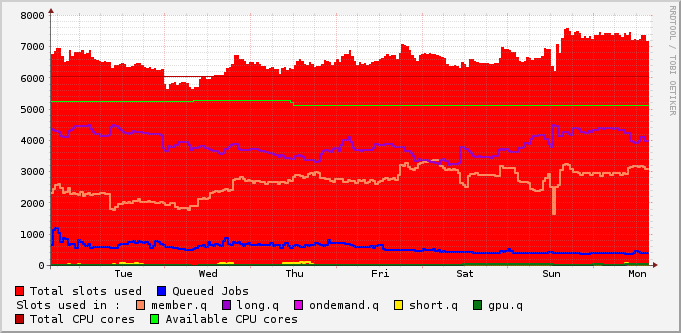 RRDTOOL / TOBI OETIKER
8000
7000
6000
5000
4000
3000
2000
1000
0
Tue Wed Thu Fri Sat Sun Mon
Total slots used Queued Jobs
Slots used in : member.q long.q ondemand.q short.q gpu.q
Total CPU cores Available CPU cores